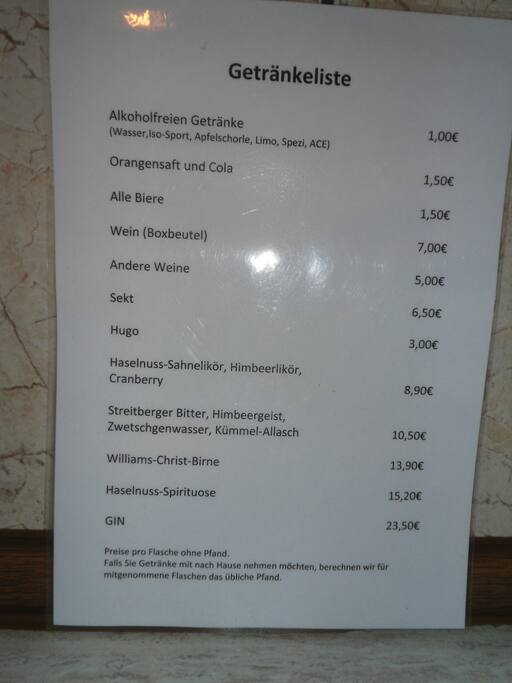 Getränkeliste
Alkoholfreien Getränke
(Wasser,Iso-Sport, Apfelschorle, Limo, Spezi, ACE) 1,00€
Orangensaft und Cola 1,50€
Alle Biere 1,50€
Wein (Boxbeutel) 7,00€
Andere Weine 5,00€
Sekt 6,50€
Hugo 3,00€
Haselnuss-Sahnelikör, Himbeerlikör,
Cranberry 8,90€
Streitberger Bitter, Himbeergeist,
Zwetschgenwasser, Kümmel-Allasch 10,50€
Williams-Christ-Birne 13,90€
Haselnuss-Spirituose 15,20€
GIN 23,50€
Preise pro Flasche ohne Pfand.
Falls Sie Getränke mit nach Hause nehmen möchten, berechnen wir für
mitgenommene Flaschen das übliche Pfand.